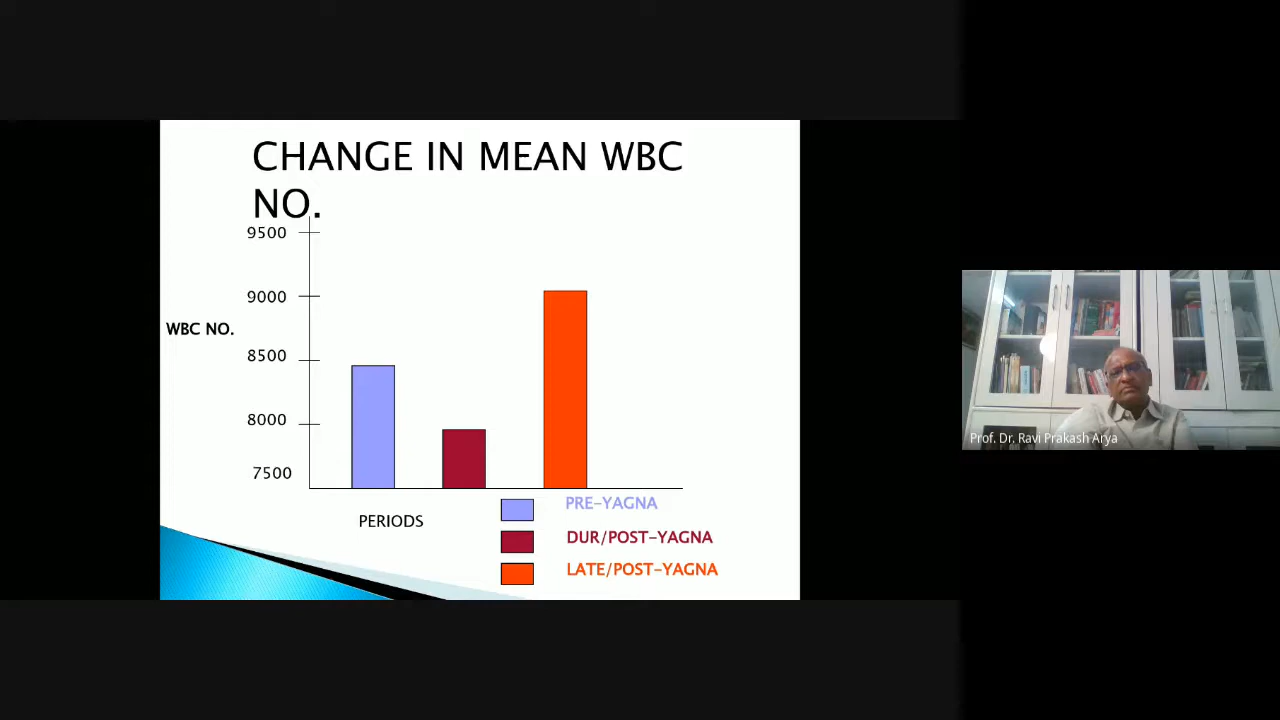 CHANGE IN MEAN WBC
NO.
9500
9000
WBC NO.
8500
8000
7500
PERIODS
PRE-YAGNA
DUR/POST-YAGNA
LATE/POST-YAGNA
Prof. Dr. Ravi Prakash Arya